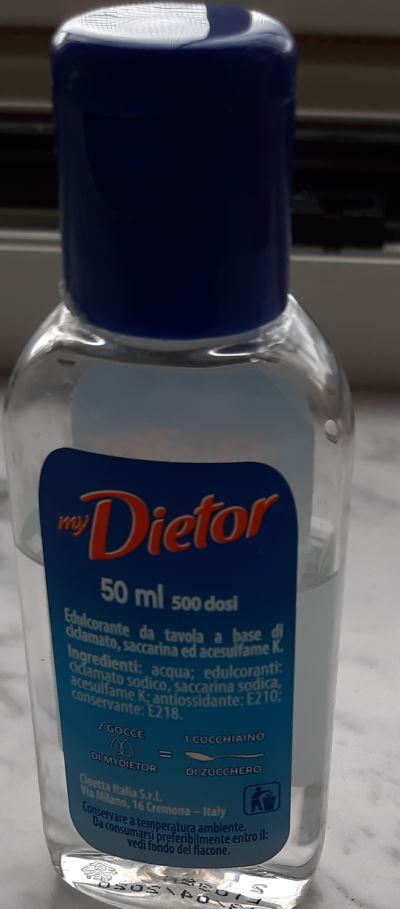 my Dietor
50 ml 500 dosi
Edulcorante da tavola a base di
ciclamato, saccarina ed acesulfame K.
Ingredienti: acqua; edulcoranti:
ciclamato sodico, saccarina sodica,
acesulfame K; antiossidante: E210;
conservante: E218.
2 GOCCE
DI MYDIETOR
=
1 CUCCHIAINO
DI ZUCCHERO
Cloetta Italia S.r.l.
Via Milano, 16 Cremona – Italy
Conservare a temperatura ambiente.
Da consumarsi preferibilmente entro il:
vedi fondo del flacone.